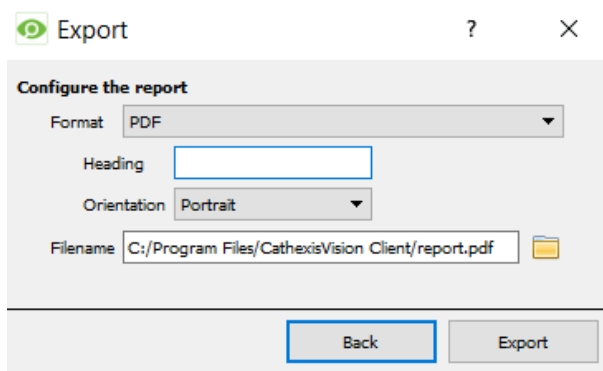 Export ?
Configure the report
Format PDF
Heading
Orientation Portrait
Filename C:/Program Files/CathexisVision Client/report.pdf
Back Export